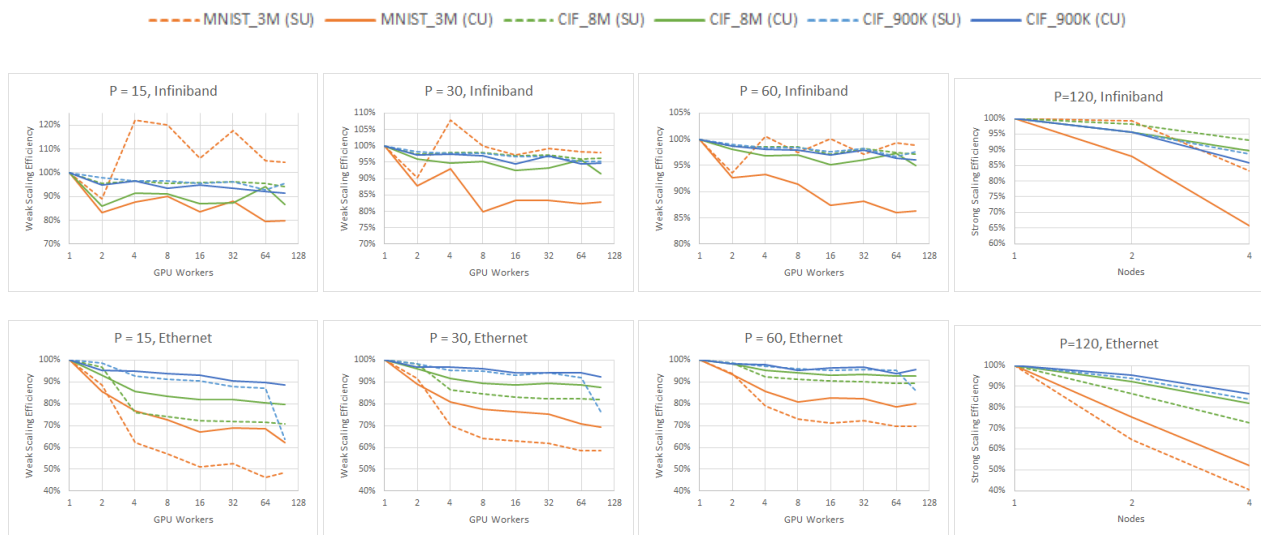 MNIST_3M (SU) MNIST_3M (CU) CIF_8M (SU) CIF_8M (CU) CIF_900K (SU) CIF_900K (CU)
P = 15, Infiniband
Weak Scaling Efficiency
120%
110%
100%
90%
80%
70%
1 2 4 8 16 32 64 128
GPU Workers
P = 30, Infiniband
Weak Scaling Efficiency
110%
105%
100%
95%
90%
85%
80%
75%
70%
1 2 4 8 16 32 64 128
GPU Workers
P = 60, Infiniband
Weak Scaling Efficiency
105%
100%
95%
90%
85%
80%
1 2 4 8 16 32 64 128
GPU Workers
P=120, Infiniband
Strong Scaling Efficiency
100%
95%
90%
85%
80%
75%
70%
65%
60%
1 2 4
Nodes
P = 15, Ethernet
Weak Scaling Efficiency
100%
90%
80%
70%
60%
50%
40%
1 2 4 8 16 32 64 128
GPU Workers
P = 30, Ethernet
Weak Scaling Efficiency
100%
90%
80%
70%
60%
50%
40%
1 2 4 8 16 32 64 128
GPU Workers
P = 60, Ethernet
Weak Scaling Efficiency
100%
90%
80%
70%
60%
50%
40%
1 2 4 8 16 32 64 128
GPU Workers
P=120, Ethernet
Strong Scaling Efficiency
100%
90%
80%
70%
60%
50%
40%
1 2 4
Nodes